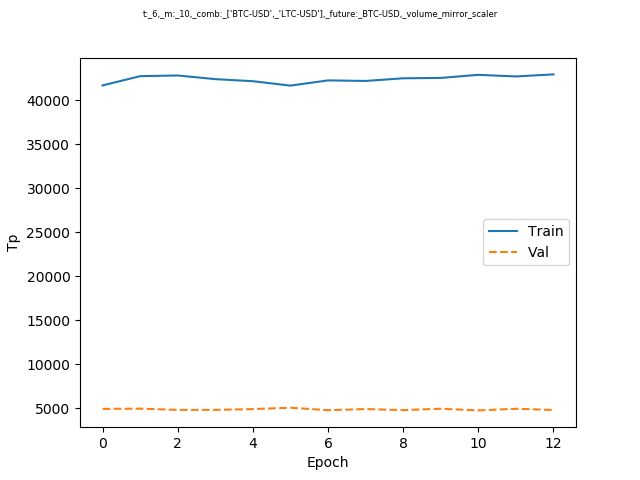 t:_6,_m:_10,_comb:_['BTC-USD',_'LTC-USD'],_future:_BTC-USD,_volume_mirror_scaler
40000
35000
30000
25000
20000
15000
10000
5000
Tp
Train
Val
0 2 4 6 8 10 12
Epoch